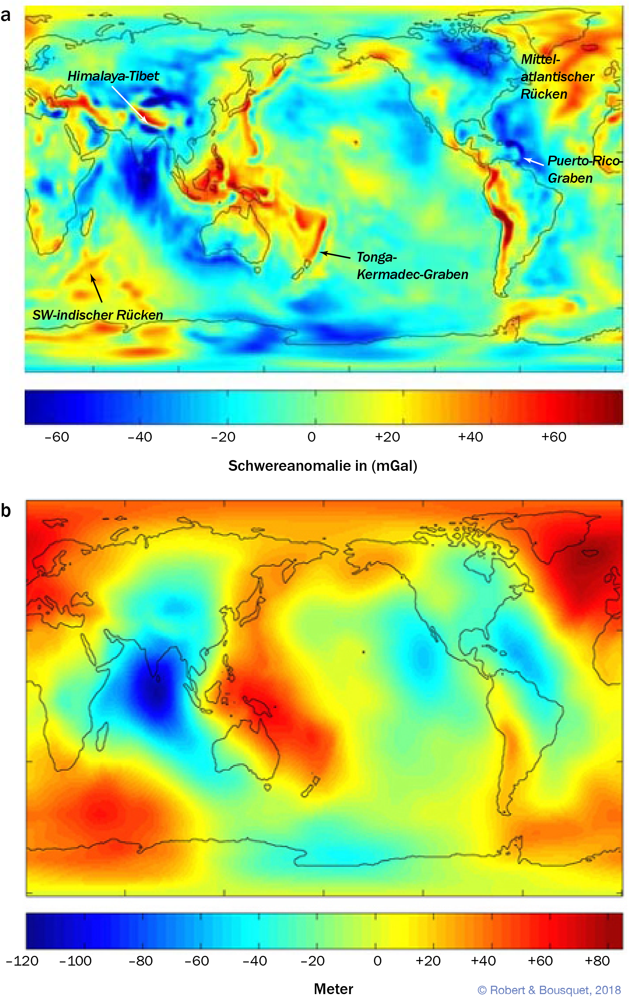 a
Himalaya-Tibet
Mittel-
atlantischer
Rücken
Puerto-Rico-
Graben
Tonga-
Kermadec-Graben
SW-indischer Rücken
–60 –40 –20 0 +20 +40 +60
Schwereanomalie in (mGal)
b
–120 –100 –80 –60 –40 –20 0 +20 +40 +60 +80
Meter
© Robert & Bousquet, 2018